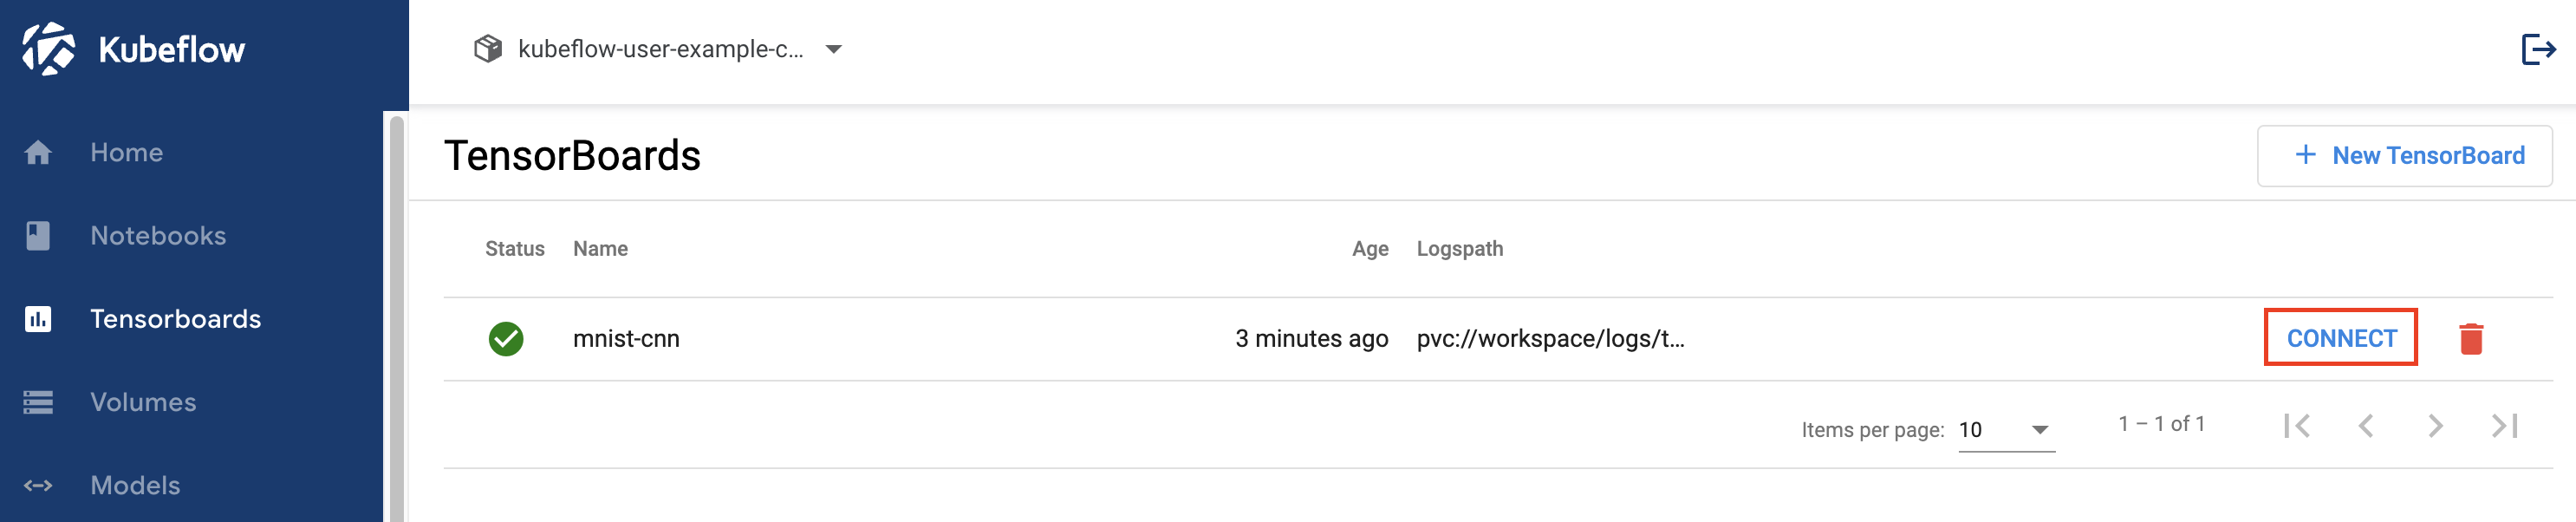 Kubeflow
kubeflow-user-example-c...
Home
Notebooks
Tensorboards
Volumes
Models
TensorBoards
New TensorBoard
Status Name Age Logspath
mnist-cnn 3 minutes ago pvc://workspace/logs/t... CONNECT
Items per page: 10 1 – 1 of 1